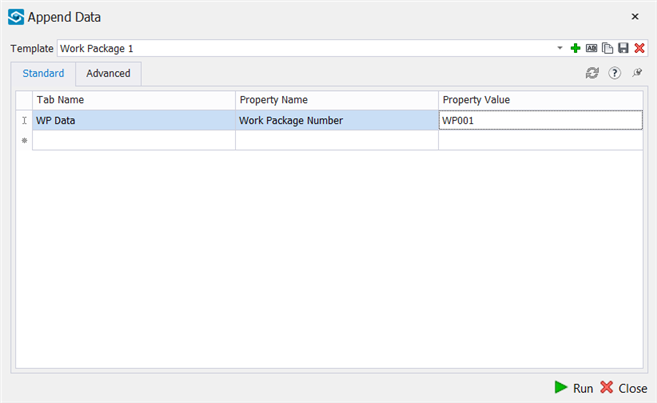 Append Data
Template Work Package 1
Standard Advanced
Tab Name Property Name Property Value
WP Data Work Package Number WP001
Run Close